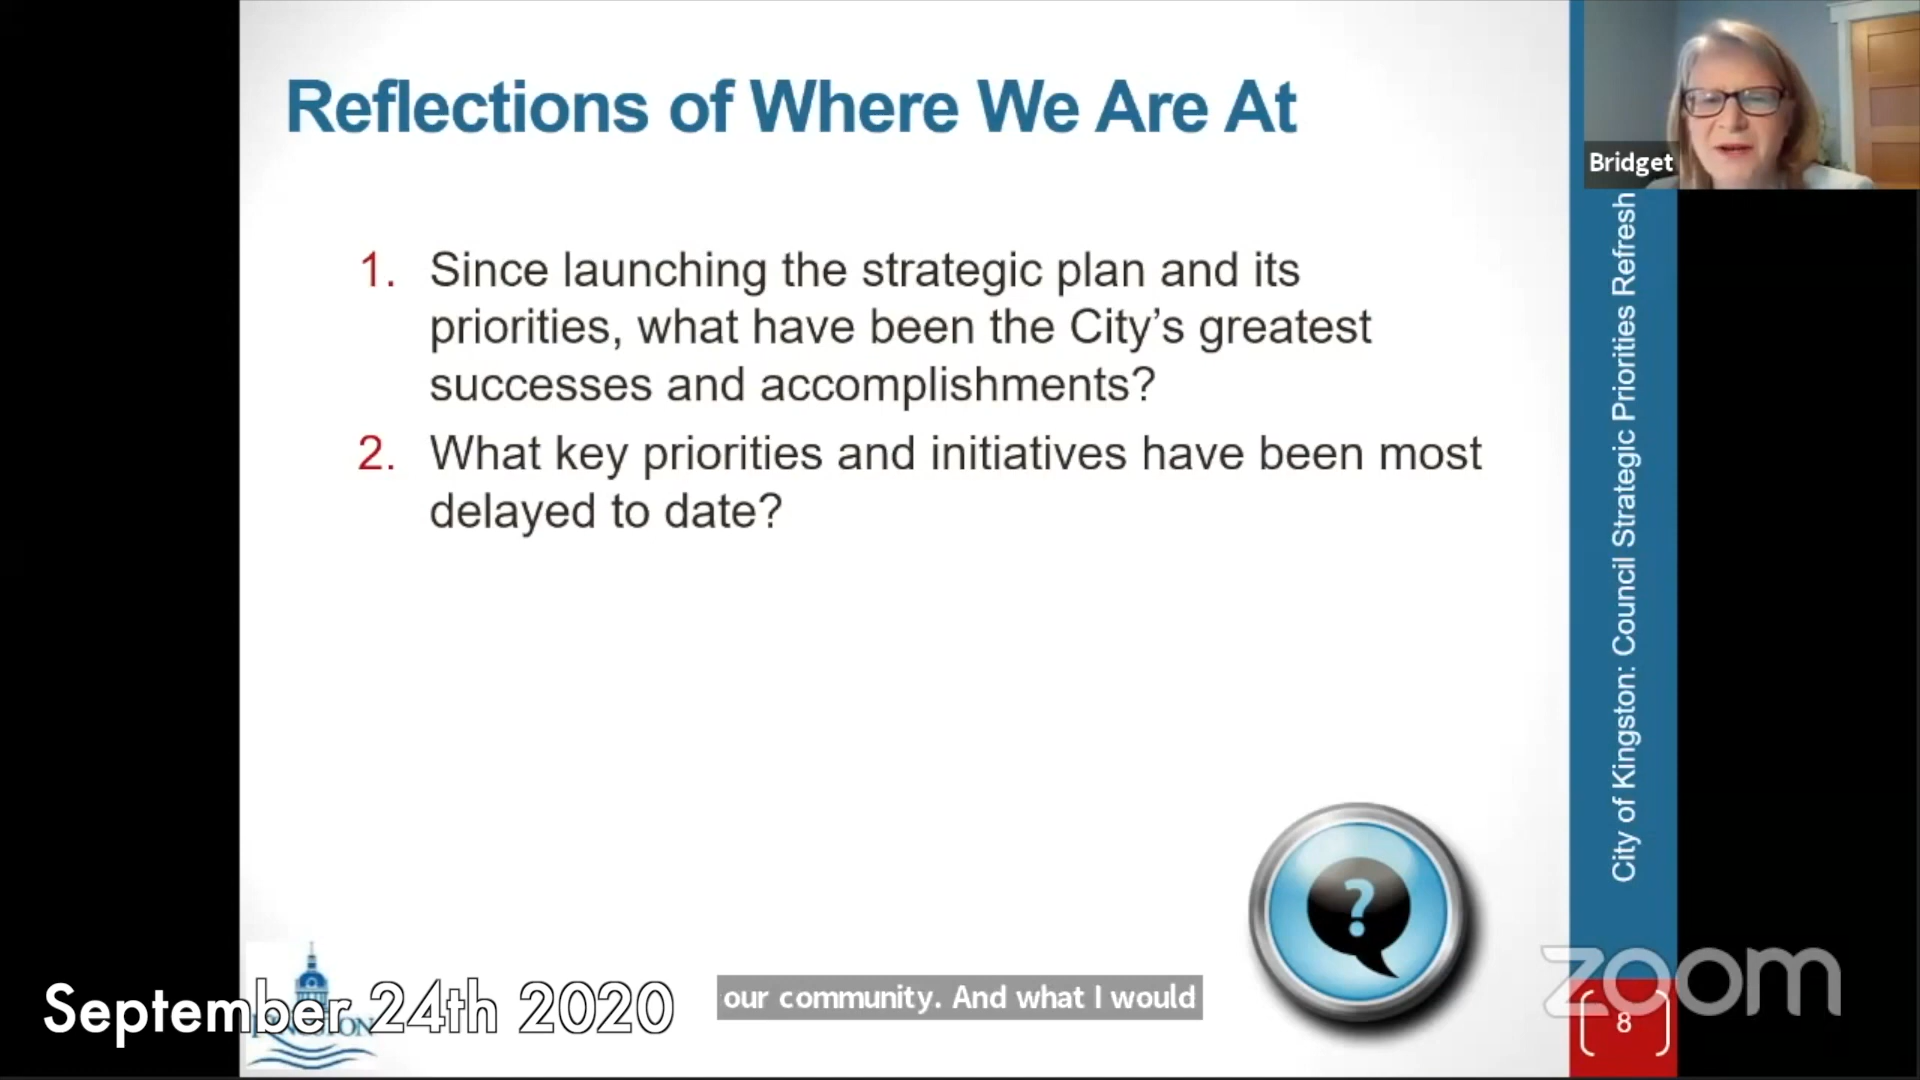 Reflections of Where We Are At
Bridget
1. Since launching the strategic plan and its
priorities, what have been the City’s greatest
successes and accomplishments?
2. What key priorities and initiatives have been most
delayed to date?
City of Kingston: Council Strategic Priorities Refresh
?
KINGSTON
September 24th 2020
our community. And what I would
zoom
8